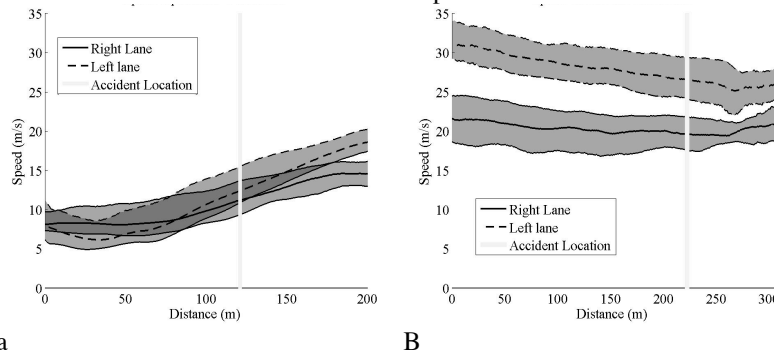 35
30
25
20
15
10
5
0
Speed (m/s)
Right Lane
Left lane
Accident Location
0 50 100 150 200
Distance (m)
a
35
30
25
20
15
10
5
0
Speed (m/s)
Right Lane
Left lane
Accident Location
0 50 100 150 200 250
Distance (m)
B